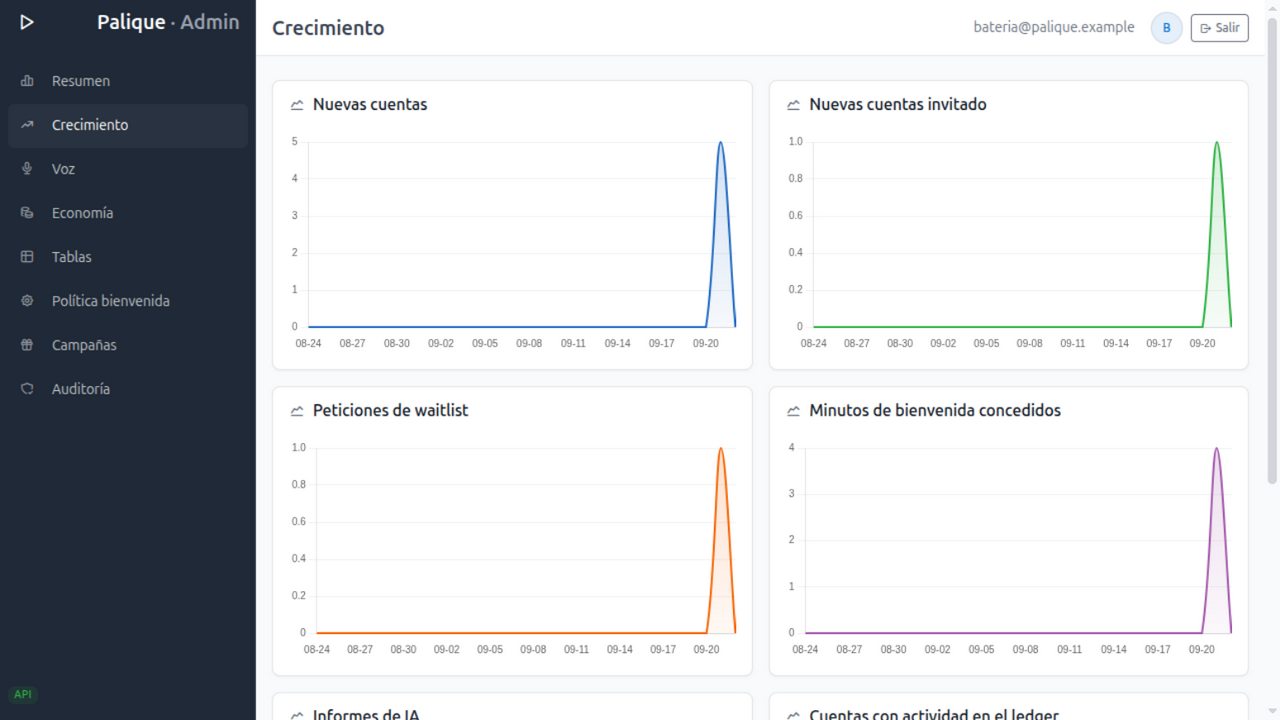 Palique · Admin
Resumen
Crecimiento
Voz
Economía
Tablas
Política bienvenida
Campañas
Auditoría
API
Crecimiento
bateria@palique.example
B
Salir
Nuevas cuentas
5
4
3
2
1
0
08-24 08-27 08-30 09-02 09-05 09-08 09-11 09-14 09-17 09-20
Nuevas cuentas invitado
1.0
0.8
0.6
0.4
0.2
0
08-24 08-27 08-30 09-02 09-05 09-08 09-11 09-14 09-17 09-20
Peticiones de waitlist
1.0
0.8
0.6
0.4
0.2
0
08-24 08-27 08-30 09-02 09-05 09-08 09-11 09-14 09-17 09-20
Minutos de bienvenida concedidos
4
3
2
1
0
08-24 08-27 08-30 09-02 09-05 09-08 09-11 09-14 09-17 09-20
Informes de IA
Cuentas con actividad en el ledger